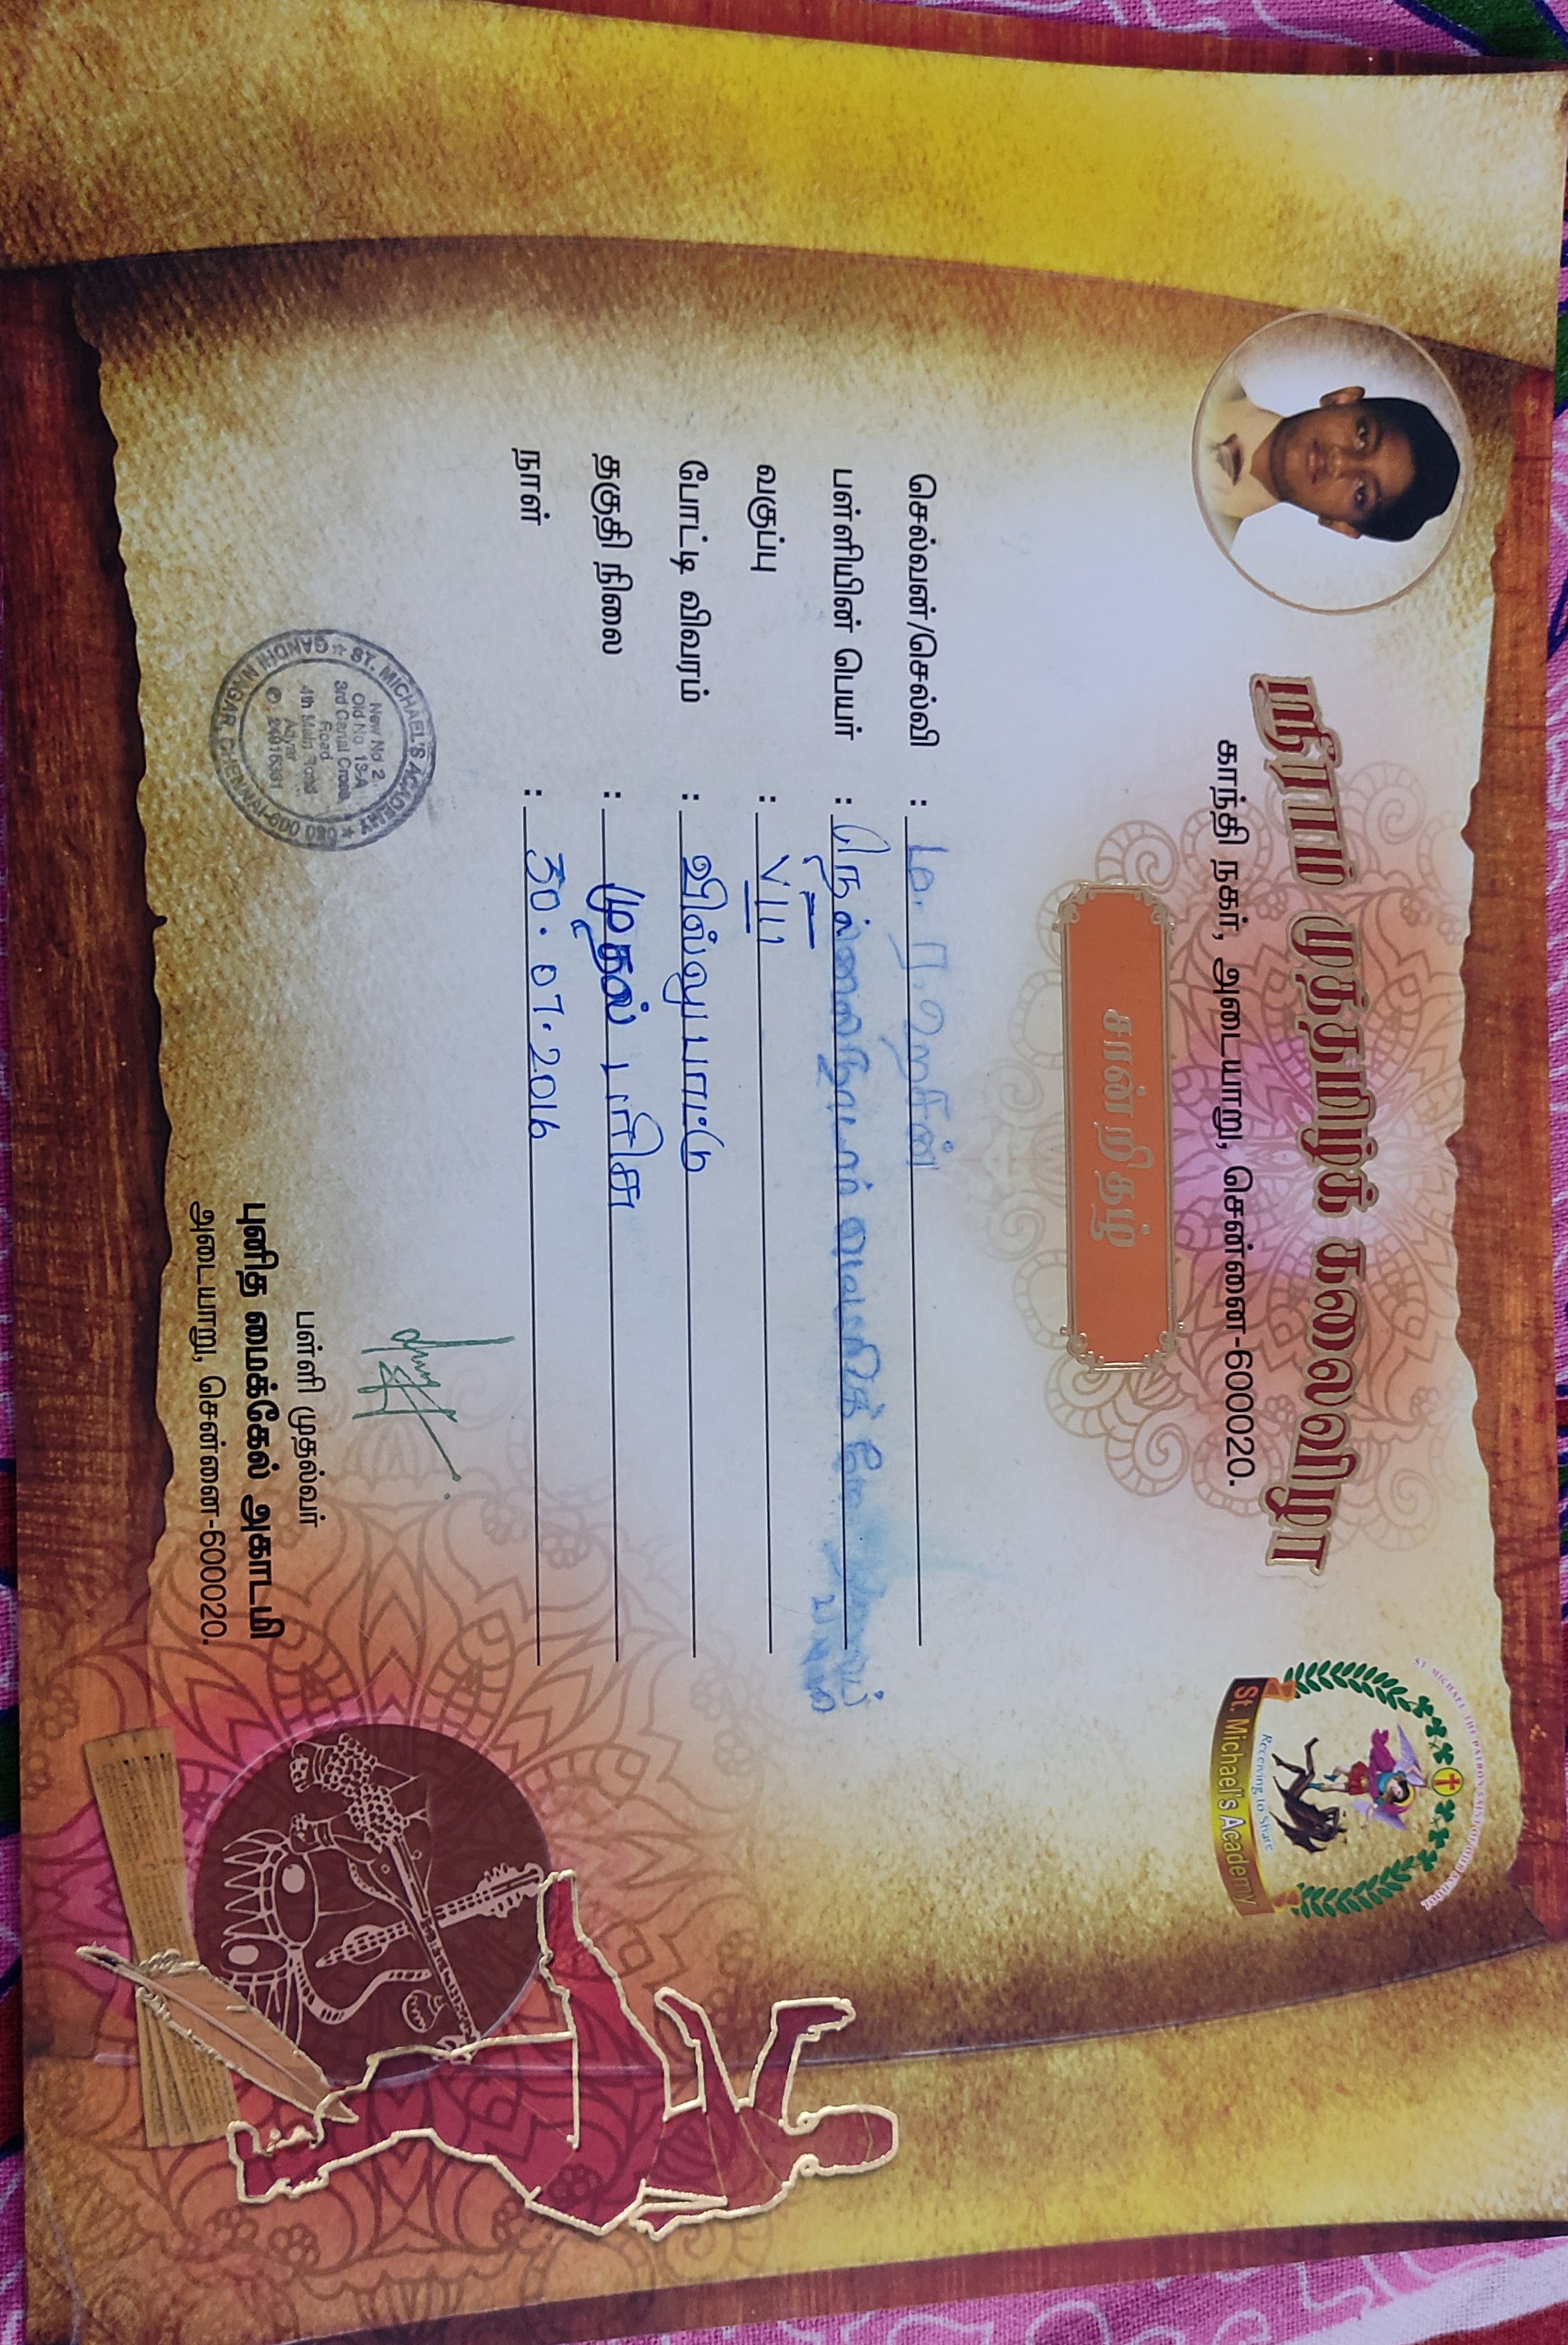 ST. MICHAEL THE PATRON SAINT OF OUR SCHOOL
Receiving to Share
St. Michael's Academy
ஸ்ரீராம் முத்தமிழ்க் கலைவிழா
காந்தி நகர், அடையாறு, சென்னை-600020.
சான்றிதழ்
செல்வன்/செல்வி : ம. ர. ஹரீசன்
பள்ளியின் பெயர் : நெல்லைநாடார்
வகுப்பு : VIII
போட்டி விவரம் : வில்லு பாட்டு
தகுதி நிலை : முதல் பரிசு
நாள் : 30.07.2016
ST. MICHAEL'S ACADEMY ★ GANDHI NAGAR, CHENNAI-600 020 ★
New No 2,
Old No. 13-A
3rd Canal Cross
Road
4th Main Road
Adyar
✆ 24915331
பள்ளி முதல்வர்
புனித மைக்கேல் அகாடமி
அடையாறு, சென்னை-600020.